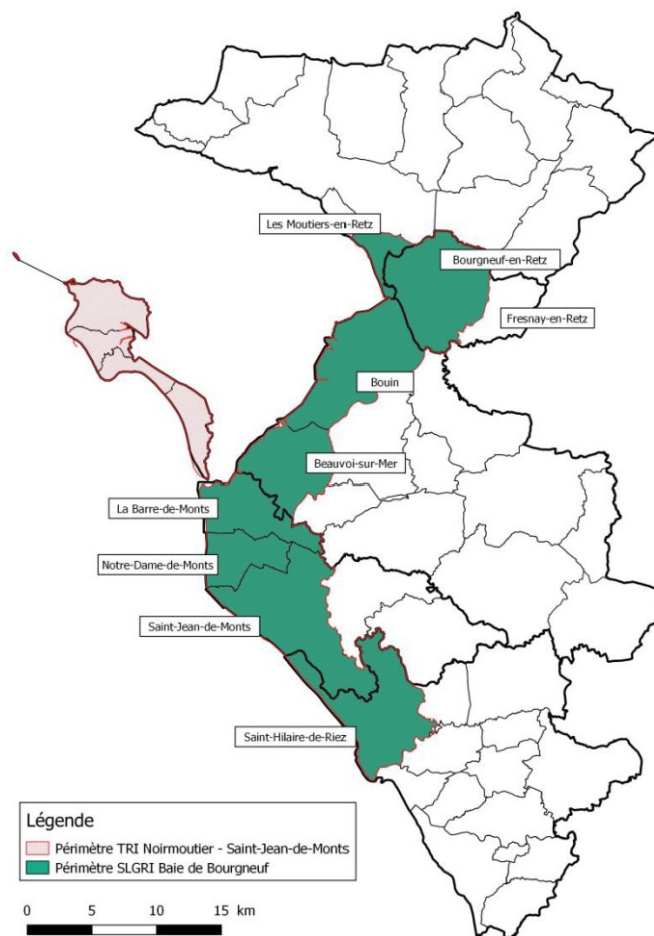 Les Moutiers-en-Retz
Bourgneuf-en-Retz
Fresnay-en-Retz
Bouin
Beauvoi-sur-Mer
La Barre-de-Monts
Notre-Dame-de-Monts
Saint-Jean-de-Monts
Saint-Hilaire-de-Riez
Légende
Périmètre TRI Noirmoutier - Saint-Jean-de-Monts
Périmètre SLGRI Baie de Bourgneuf
0 5 10 15 km